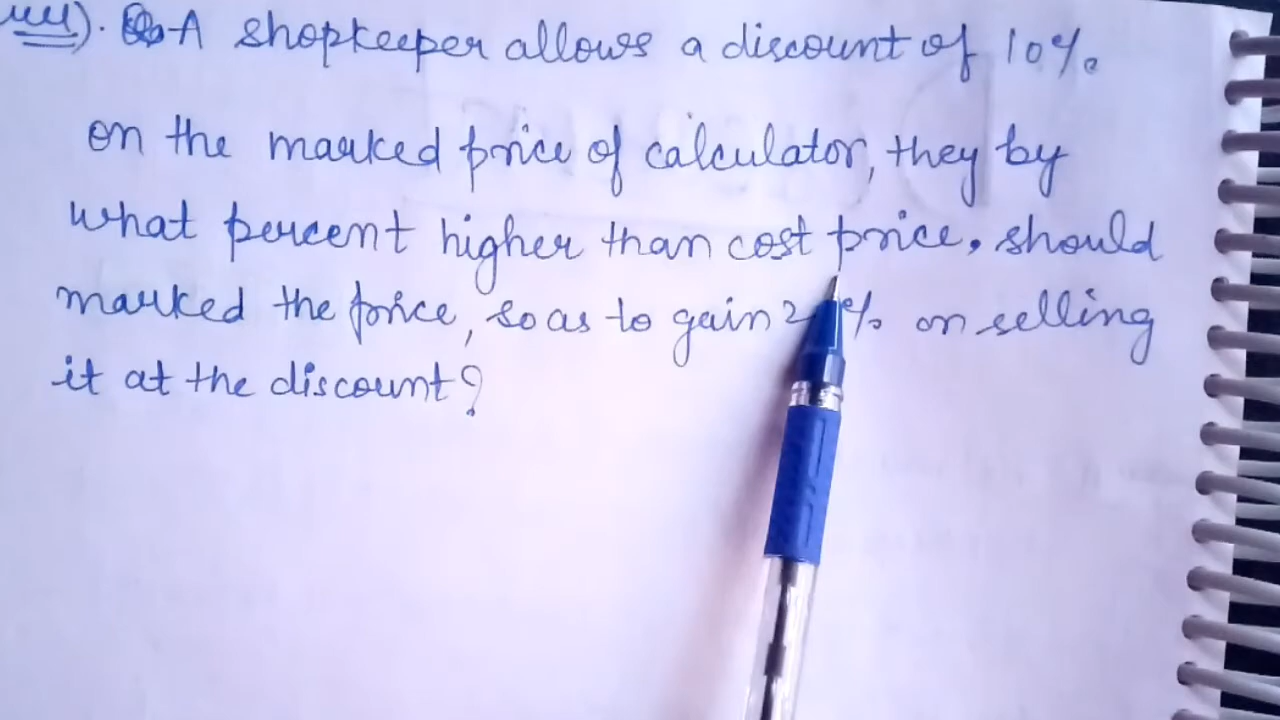 A shopkeeper allows a discount of 10%
on the marked price of calculator, they by
what percent higher than cost price, should
marked the price, so as to gain 2 % on selling
it at the discount?